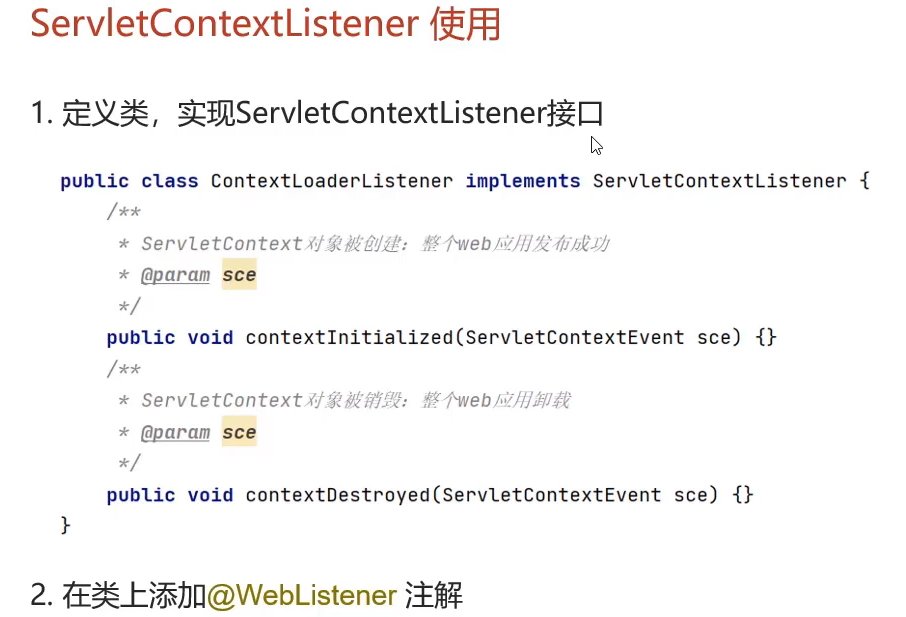 ServletContextListener 使用
1. 定义类，实现ServletContextListener接口
public class ContextLoaderListener implements ServletContextListener {
/**
* ServletContext对象被创建：整个web应用发布成功
* @param sce
*/
public void contextInitialized(ServletContextEvent sce) {}
/**
* ServletContext对象被销毁：整个web应用卸载
* @param sce
*/
public void contextDestroyed(ServletContextEvent sce) {}
}
2. 在类上添加@WebListener 注解